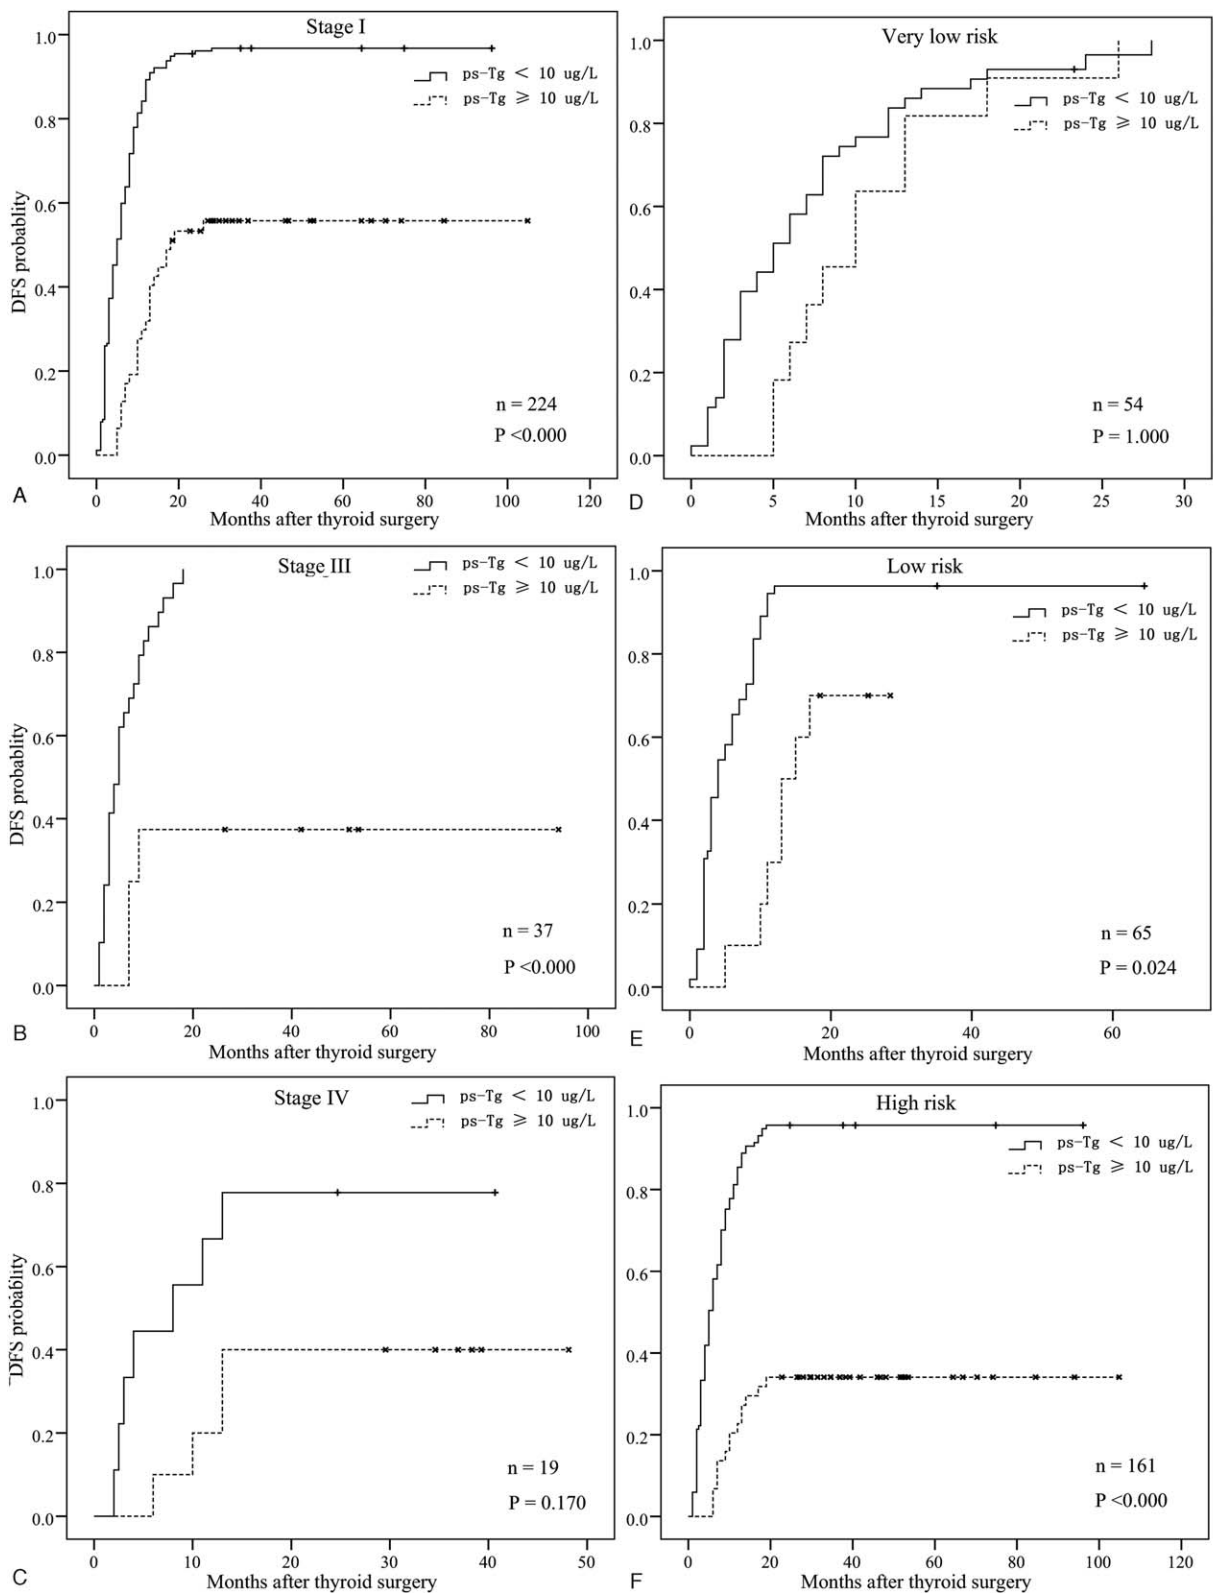 Stage I
ps-Tg < 10 ug/L
ps-Tg ≥ 10 ug/L
1.0
0.8
0.6
0.4
0.2
0.0
DFS probablity
n = 224
P <0.000
A
0 20 40 60 80 100 120
Months after thyroid surgery
Very low risk
ps-Tg < 10 ug/L
ps-Tg ≥ 10 ug/L
1.0
0.8
0.6
0.4
0.2
0.0
n = 54
P = 1.000
D
0 5 10 15 20 25 30
Months after thyroid surgery
Stage III
ps-Tg < 10 ug/L
ps-Tg ≥ 10 ug/L
1.0
0.8
0.6
0.4
0.2
0.0
DFS probablity
n = 37
P <0.000
B
0 20 40 60 80 100
Months after thyroid surgery
Low risk
ps-Tg < 10 ug/L
ps-Tg ≥ 10 ug/L
1.0
0.8
0.6
0.4
0.2
0.0
n = 65
P = 0.024
E
0 20 40 60
Months after thyroid surgery
Stage IV
ps-Tg < 10 ug/L
ps-Tg ≥ 10 ug/L
1.0
0.8
0.6
0.4
0.2
0.0
DFS probablity
n = 19
P = 0.170
C
0 10 20 30 40 50
Months after thyroid surgery
High risk
ps-Tg < 10 ug/L
ps-Tg ≥ 10 ug/L
1.0
0.8
0.6
0.4
0.2
0.0
n = 161
P <0.000
F
0 20 40 60 80 100 120
Months after thyroid surgery